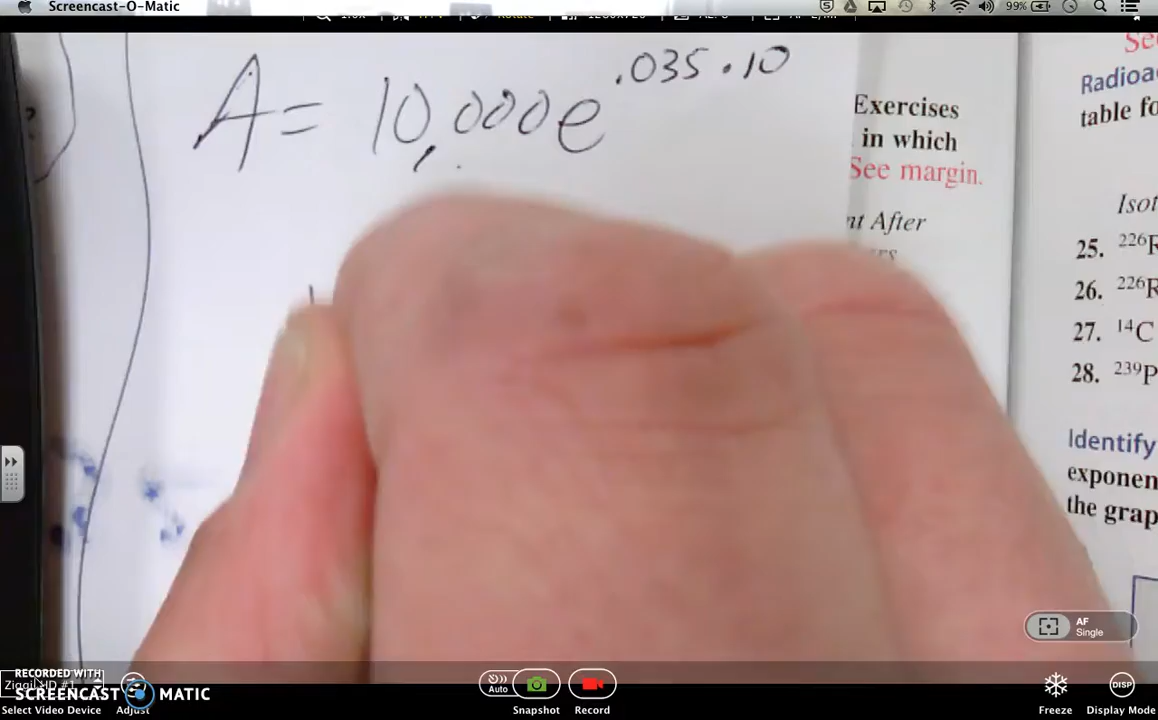 Screencast-O-Matic
99%
A = 10,000e^.035·10
Exercises
in which
See margin.
nt After
Radioa
table fo
Isot
25. ²²⁶R
26. ²²⁶R
27. ¹⁴C
28. ²³⁹P
Identify
exponen
the grap
AF
Single
RECORDED WITH
SCREENCAST MATIC
Select Video Device
Adjust
Auto
Snapshot
Record
Freeze
DISP
Display Mode